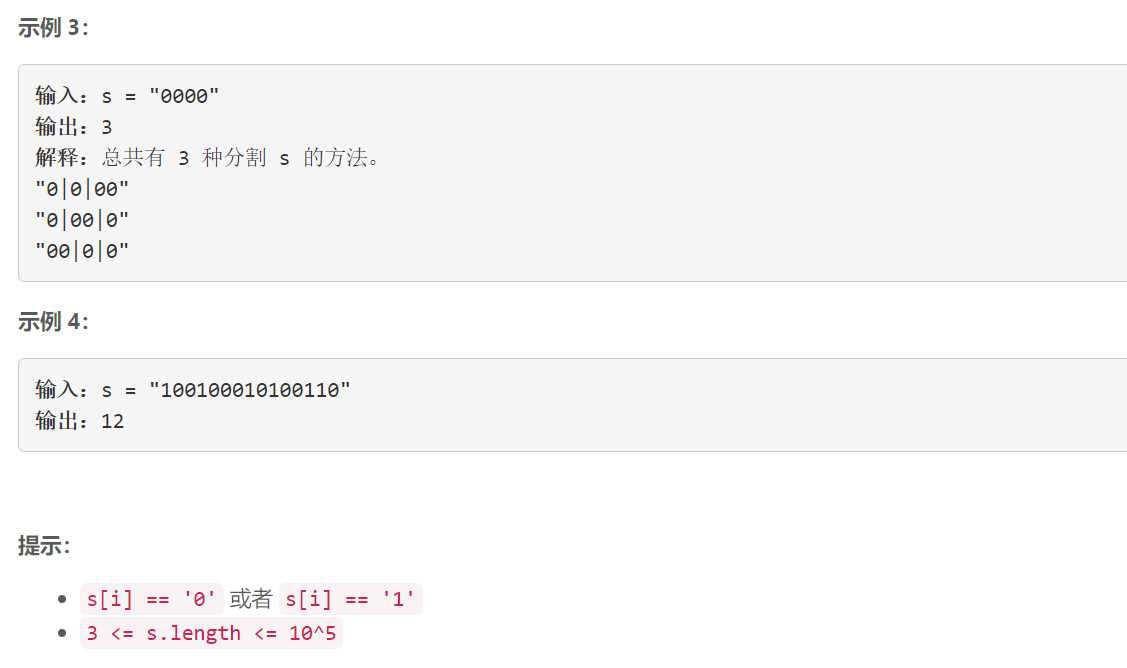 示例 3：
输入：s = "0000"
输出：3
解释：总共有 3 种分割 s 的方法。
"0|0|00"
"0|00|0"
"00|0|0"
示例 4：
输入：s = "100100010100110"
输出：12
提示：
s[i] == '0' 或者 s[i] == '1'
3 <= s.length <= 10^5